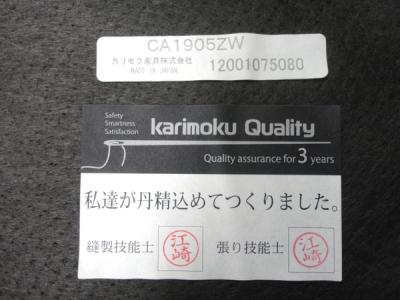 CA1905ZW
カリモク家具株式会社
MADE IN JAPAN
12001075080
Safety
Smartness
Satisfaction
karimoku Quality
Quality assurance for 3 years
私達が丹精込めてつくりました。
縫製技能士 江崎 張り技能士 江崎